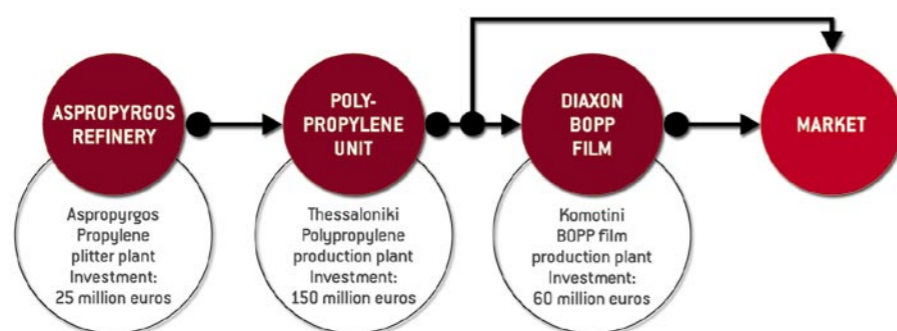 ASPROPYRGOS
REFINERY
POLY-
PROPYLENE
UNIT
DIAXON
BOPP
FILM
MARKET
Aspropyrgos
Propylene
plitter plant
Investment:
25 million euros
Thessaloniki
Polypropylene
production plant
Investment:
150 million euros
Komotini
BOPP film
production plant
Investment:
60 million euros